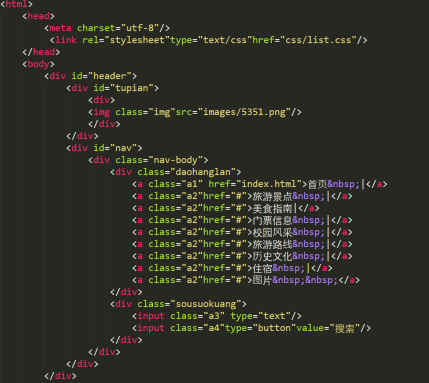 <html>
<head>
<meta charset="utf-8"/>
<link rel="stylesheet"type="text/css"href="css/list.css"/>
</head>
<body>
<div id="header">
<div id="tupian">
<div>
<img class="img"src="images/5351.png"/>
</div>
</div>
<div id="nav">
<div class="nav-body">
<div class="daohanglan">
<a class="a1" href="index.html">首页&nbsp;|</a>
<a class="a2"href="#">旅游景点&nbsp;|</a>
<a class="a2"href="#">美食指南|</a>
<a class="a2"href="#">门票信息&nbsp;|</a>
<a class="a2"href="#">校园风采&nbsp;|</a>
<a class="a2"href="#">旅游路线&nbsp;|</a>
<a class="a2"href="#">历史文化&nbsp;|</a>
<a class="a2"href="#">住宿&nbsp;|</a>
<a class="a2"href="#">图片&nbsp;&nbsp;</a>
</div>
<div class="sousuokuang">
<input class="a3" type="text"/>
<input class="a4"type="button"value="搜索"/>
</div>
</div>
</div>
</div>